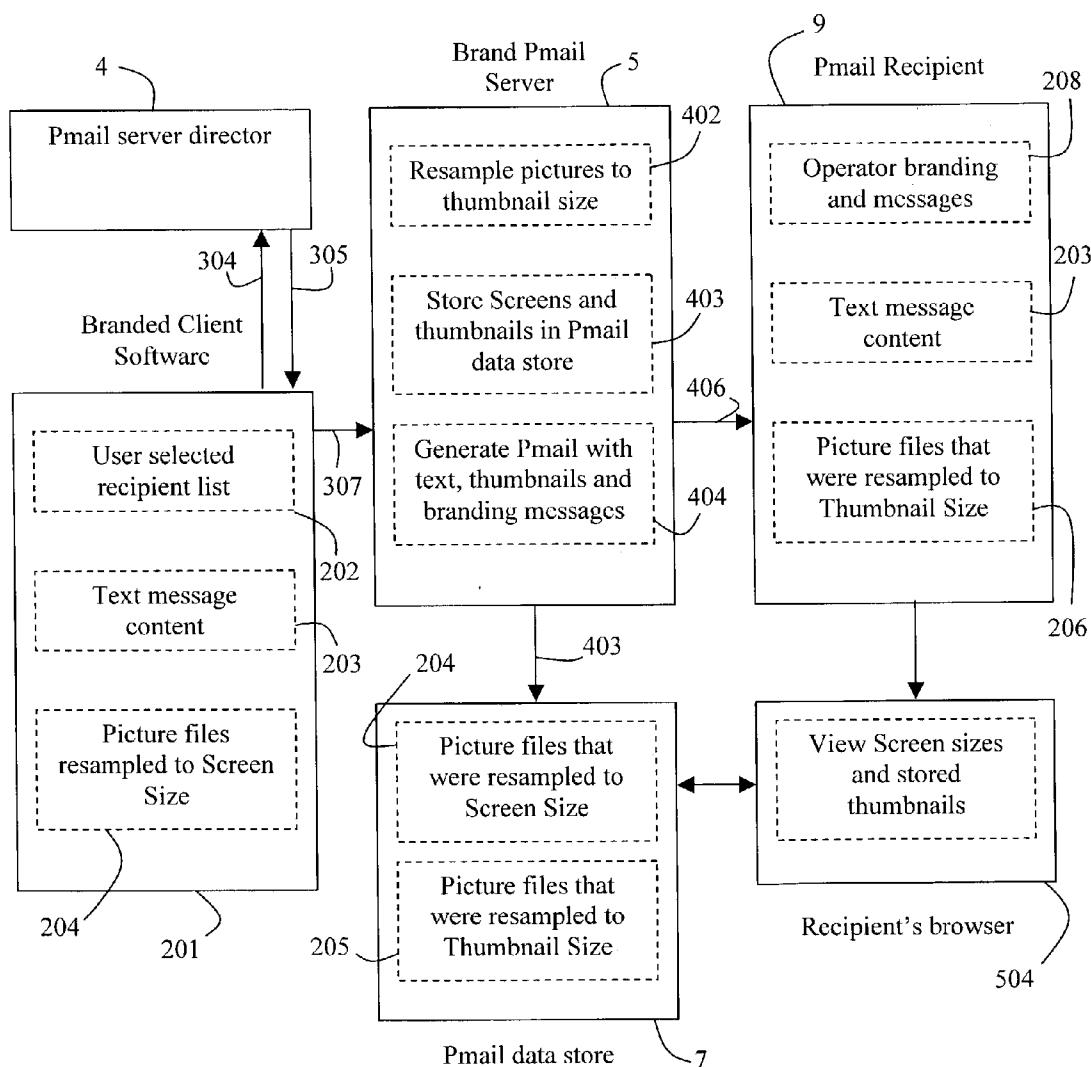 4
Pmail server director
304
305
Branded Client
Software
User selected
recipient list
202
Text message
content
203
Picture files
resampled to Screen
Size
204
201
307
Brand Pmail
Server
5
402
Resample pictures to
thumbnail size
Store Screens and
thumbnails in Pmail
data store
403
Generate Pmail with
text, thumbnails and
branding messages
404
406
403
9
Pmail Recipient
208
Operator branding
and messages
203
Text message
content
Picture files that
were resampled to
Thumbnail Size
206
204
Picture files that
were resampled to
Screen Size
Picture files that
were resampled to
Thumbnail Size
205
Pmail data store
7
View Screen sizes
and stored
thumbnails
Recipient's browser
504